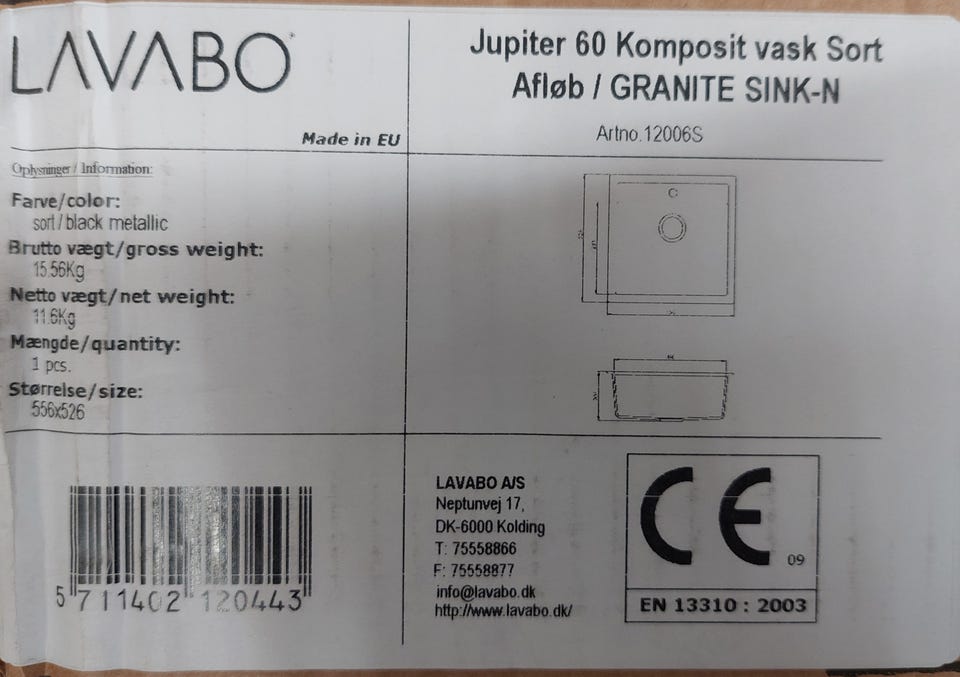 LAVABO
Made in EU
Jupiter 60 Komposit vask Sort
Afløb / GRANITE SINK-N
Artno.12006S
Oplysninger / Information:
Farve/color:
sort / black metallic
Brutto vægt/gross weight:
15.56Kg
Netto vægt/net weight:
11.6Kg
Mængde/quantity:
1 pcs.
Størrelse/size:
556x526
5 711402 120443
LAVABO A/S
Neptunvej 17,
DK-6000 Kolding
T: 75558866
F: 75558877
info@lavabo.dk
http://www.lavabo.dk/
CE
09
EN 13310 : 2003